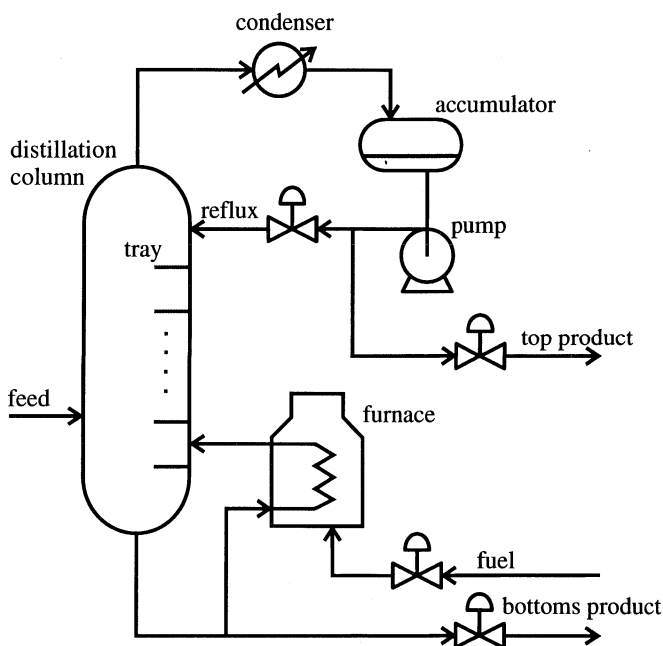 condenser
accumulator
distillation
column
reflux
pump
tray
top product
feed
furnace
fuel
bottoms product